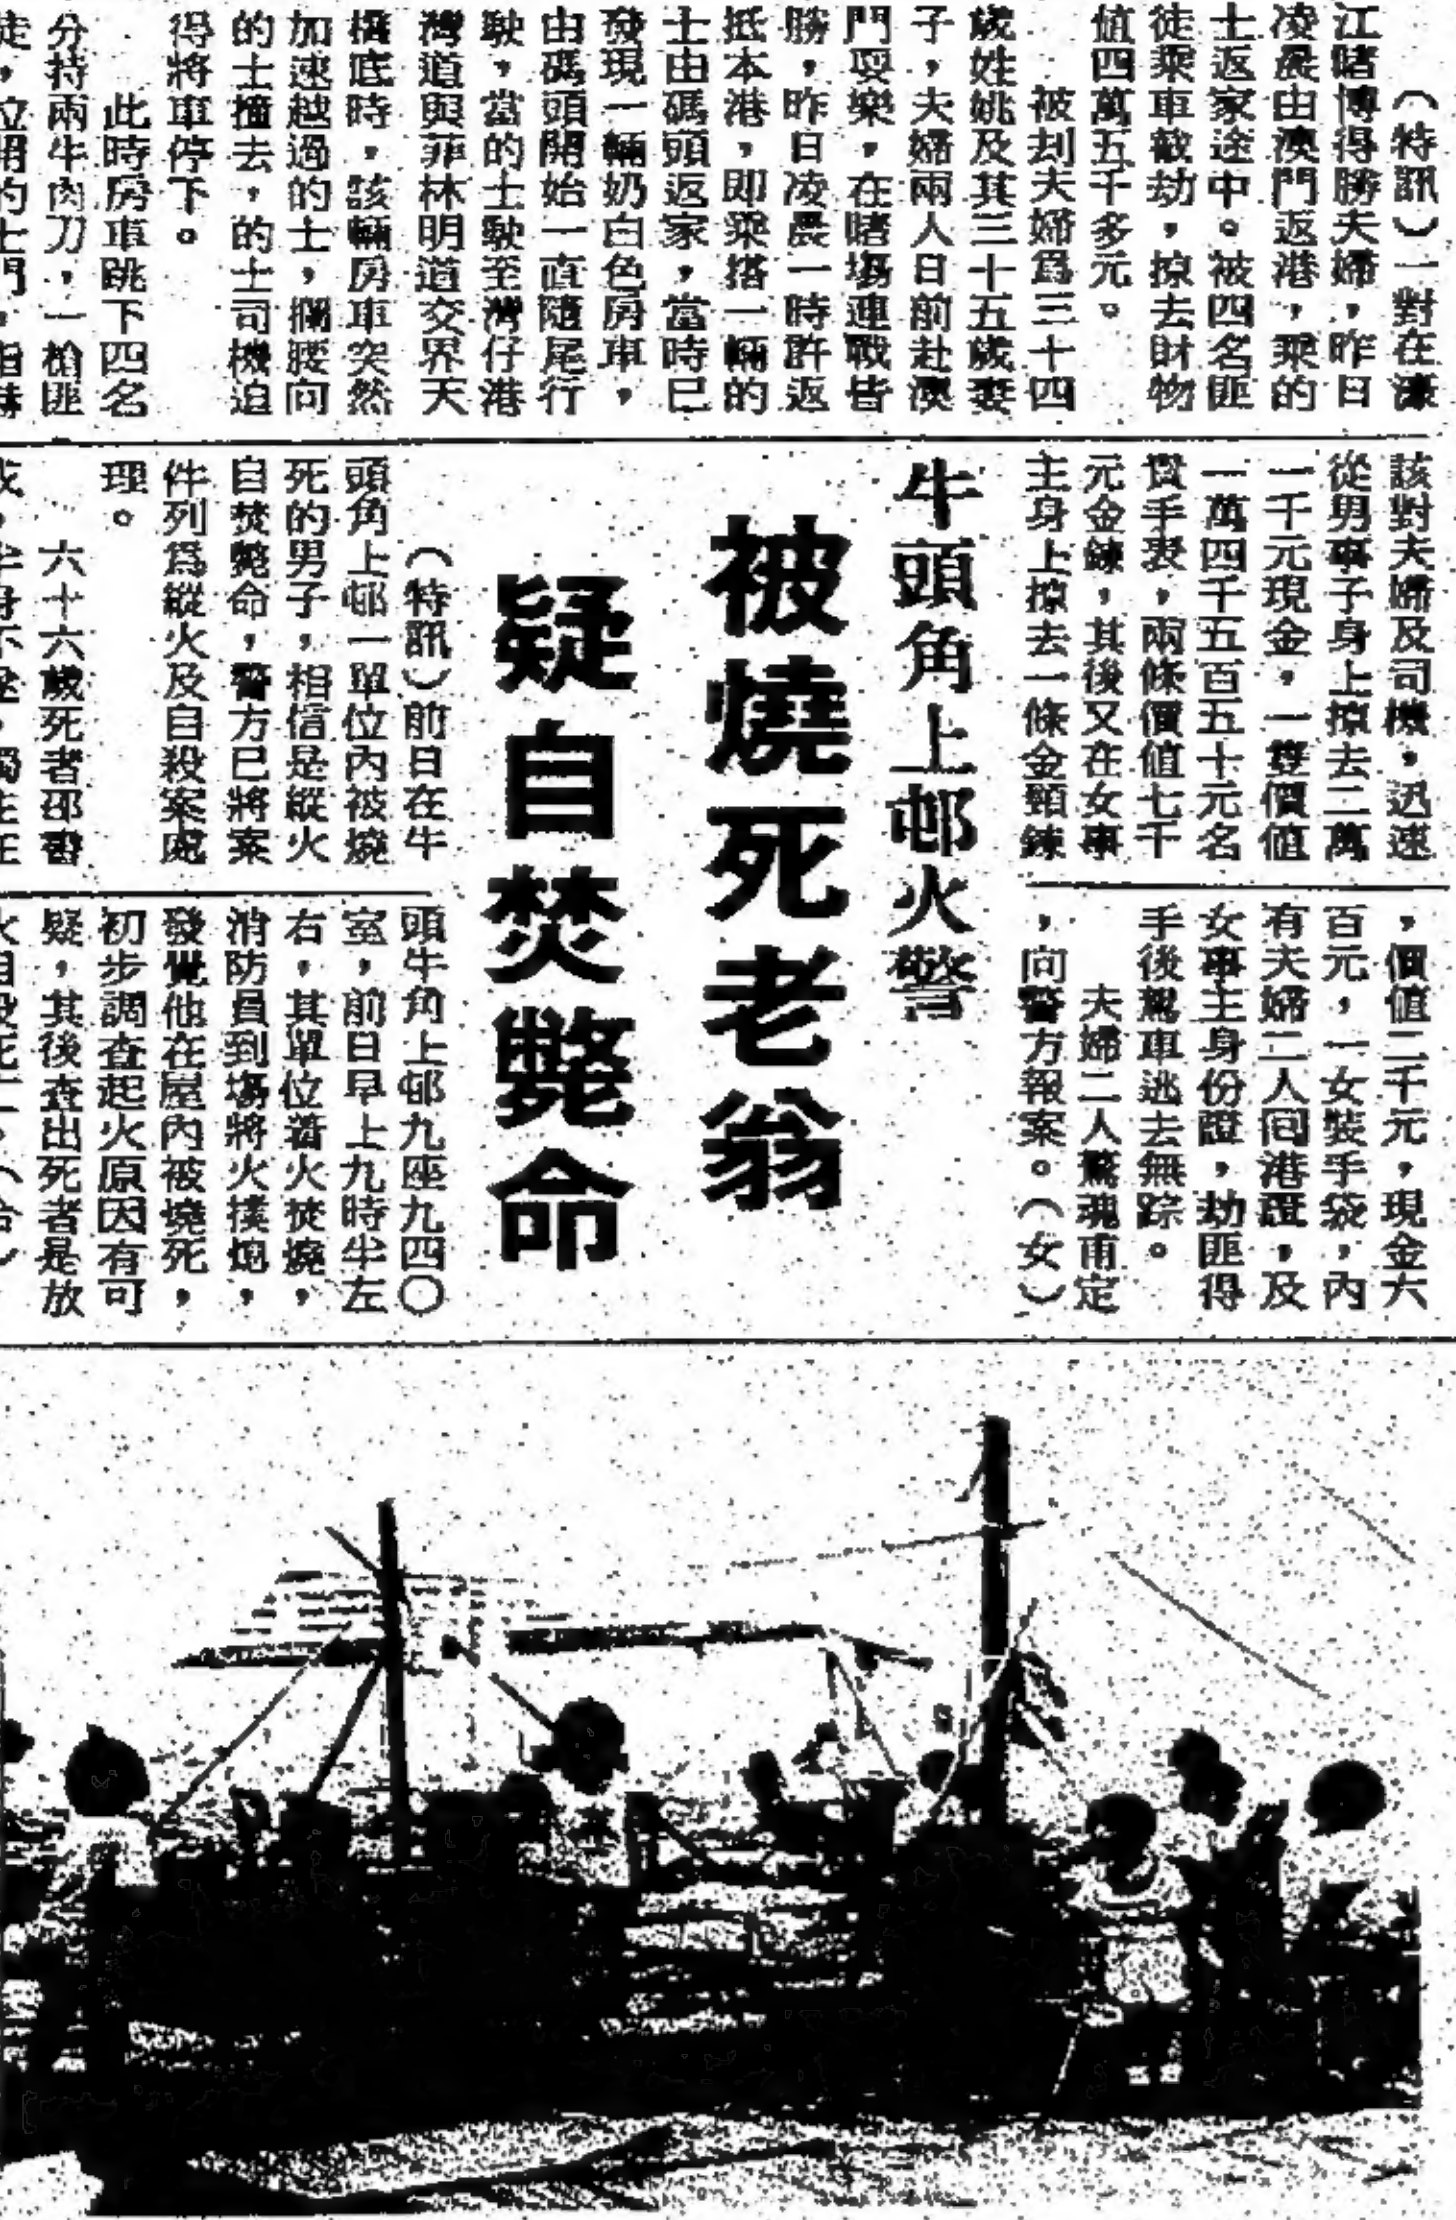 （特訊）一對在濠
江賭博得勝夫婦，昨日
凌晨由澳門返港，乘的
士返家途中。被四名匪
徒乘車截劫，掠去財物
值四萬五千多元。
被刦夫婦爲三十四
歲姓姚及其三十五歲妻
子，夫婦兩人日前赴澳
門耍樂，在賭場連戰皆
勝，昨日凌晨一時許返
抵本港，即乘搭一輛的
士由碼頭返家，當時已
發現一輛奶白色房車，
由碼頭開始一直隨尾行
駛，當的士駛至灣仔港
灣道與菲林明道交界天
橋底時，該輛房車突然
加速越過的士，攔腰向
的士撞去，的士司機迫
得將車停下。
此時房車跳下四名
分持兩牛肉刀，一槍匪
該對夫婦及司機，迅速
從男事子身上掠去二萬
一千元現金，一隻價值
一萬四千五百五十元名
貴手表，兩條價值七千
元金鍊，其後又在女事
主身上掠去一條金頸鍊
，價值二千元，現金六
百元，一女裝手袋，內
有夫婦二人回港證，及
女事主身份證，劫匪得
手後駕車逃去無踪。
夫婦二人驚魂甫定
，向警方報案。（女）
牛頭角上邨火警
被燒死老翁
疑自焚斃命
（特訊）前日在牛
頭角上邨一單位內被燒
死的男子，相信是縱火
自焚斃命，警方已將案
件列爲縱火及自殺案處
理。
六十六歲死者邵
頭牛角上邨九座九四〇
室，前日早上九時半左
右，其單位着火焚燒，
消防員到場將火撲熄，
發覺他在屋內被燒死，
初步調查起火原因有可
疑，其後查出死者是放